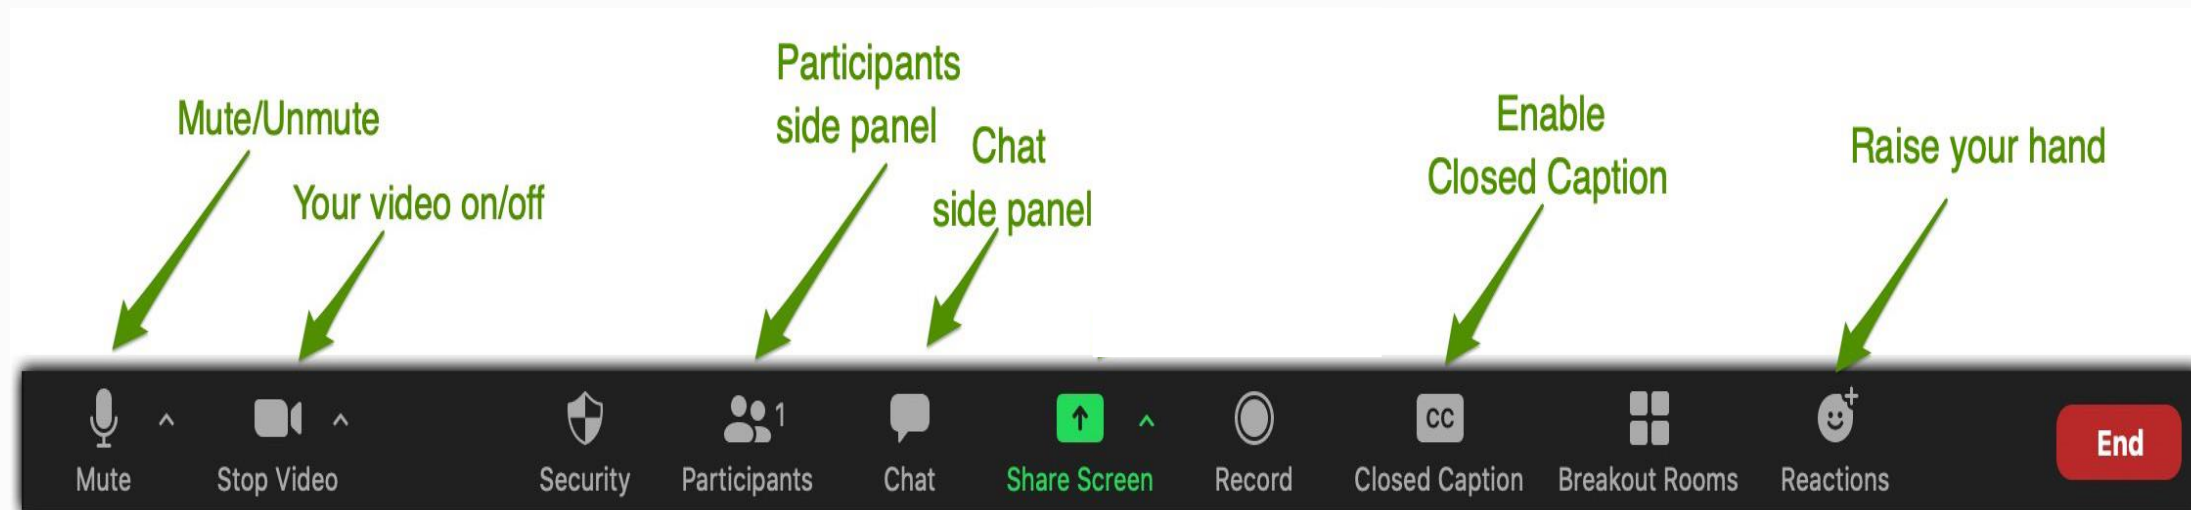 Mute/Unmute
Your video on/off
Participants
side panel
Chat
side panel
Enable
Closed Caption
Raise your hand
Mute
Stop Video
Security
1
Participants
Chat
Share Screen
Record
CC
Closed Caption
Breakout Rooms
Reactions
End